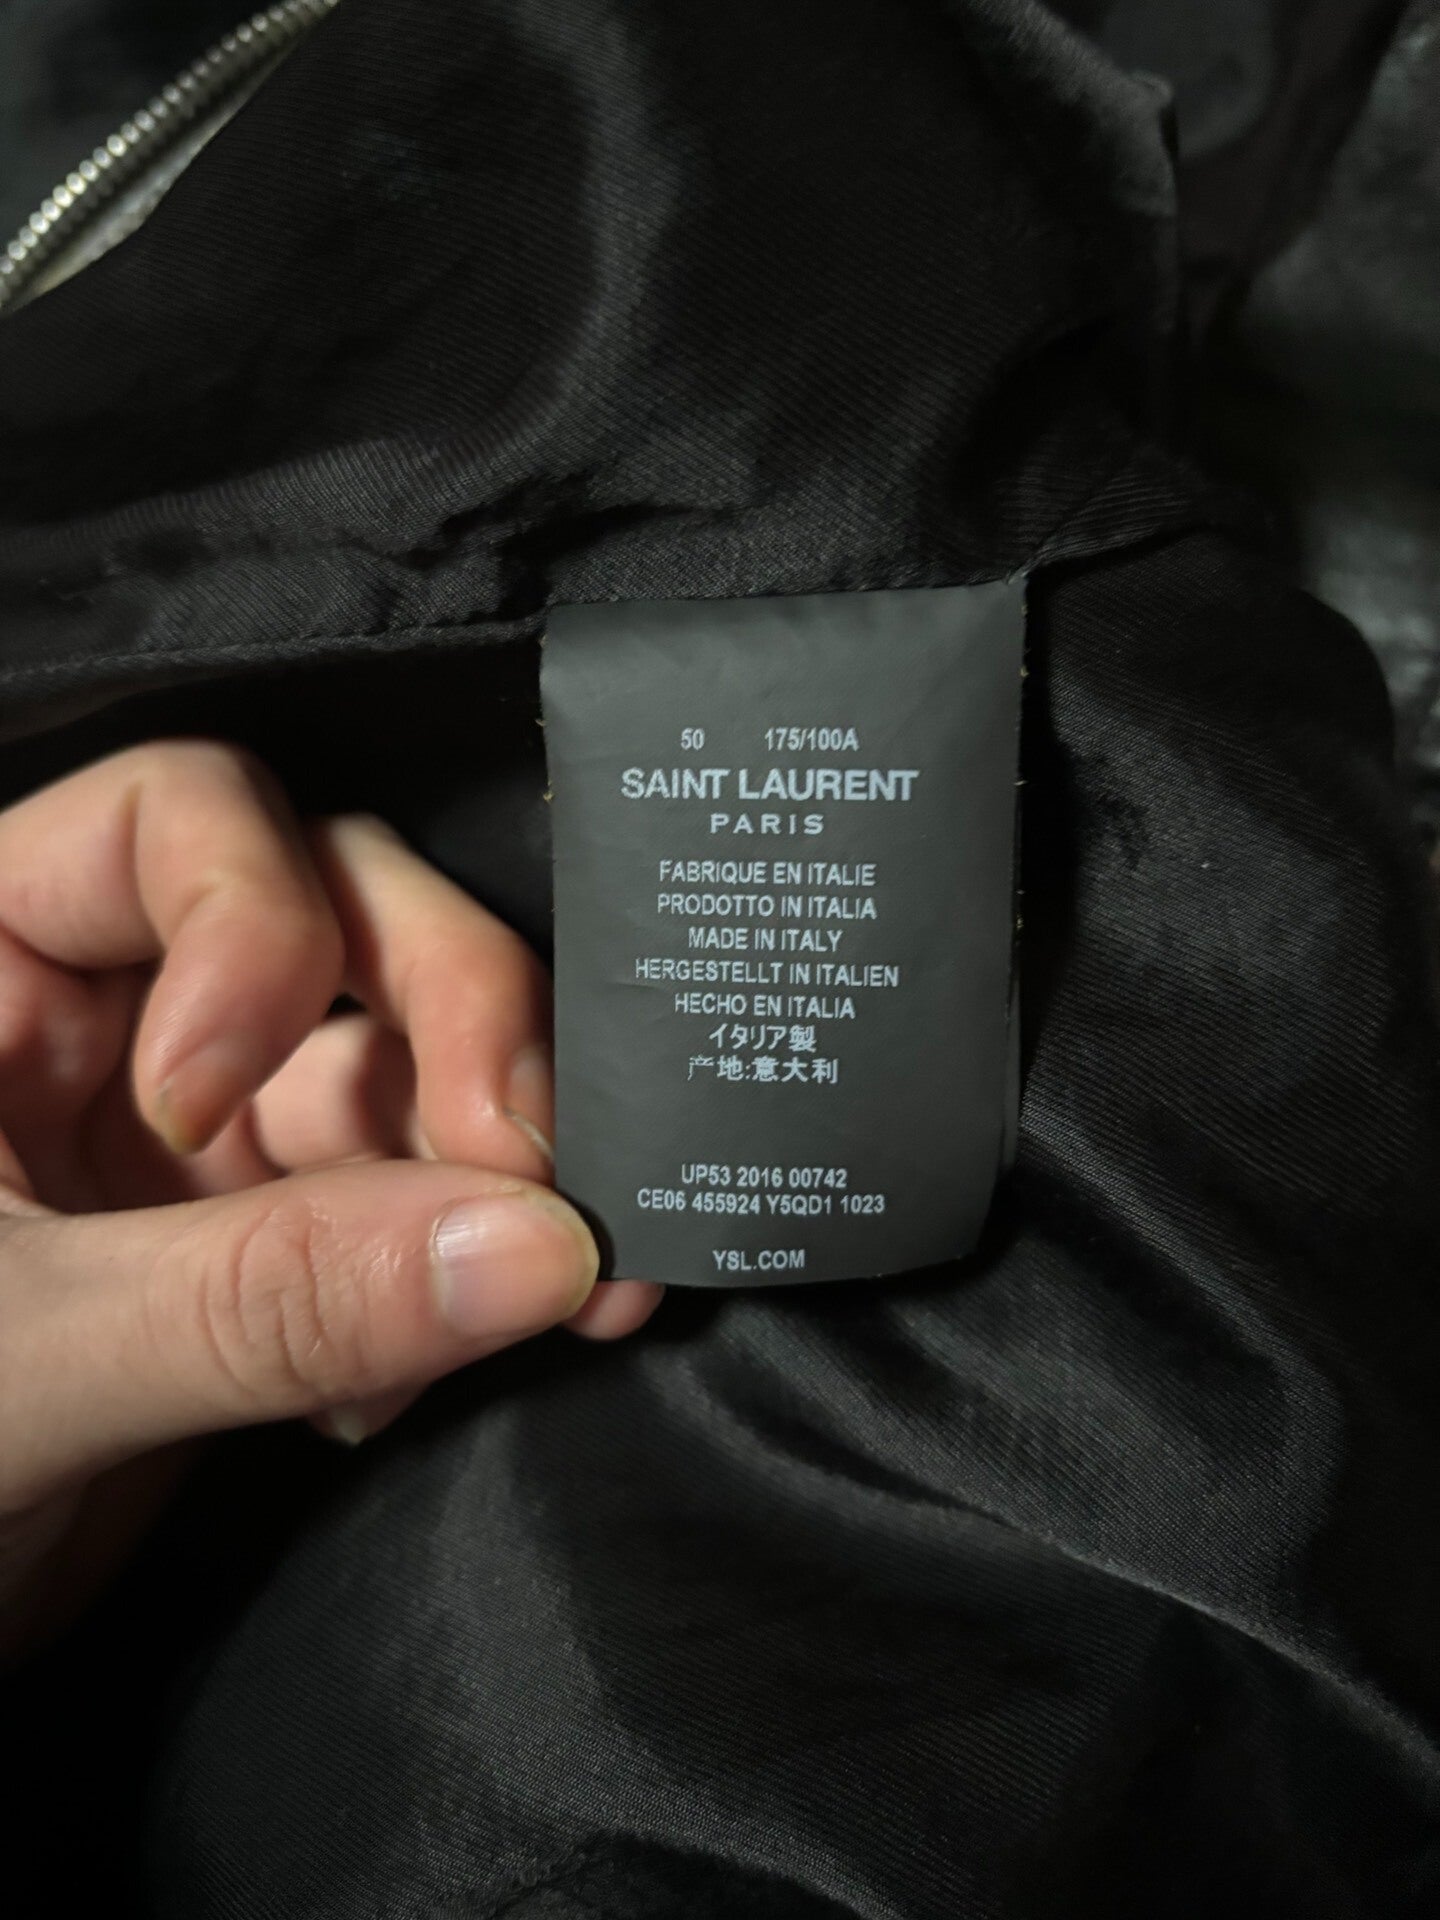 50 175/100A
SAINT LAURENT
PARIS
FABRIQUE EN ITALIE
PRODOTTO IN ITALIA
MADE IN ITALY
HERGESTELLT IN ITALIEN
HECHO EN ITALIA
イタリア製
产地:意大利
UP53 2016 00742
CE06 455924 Y5QD1 1023
YSL.COM